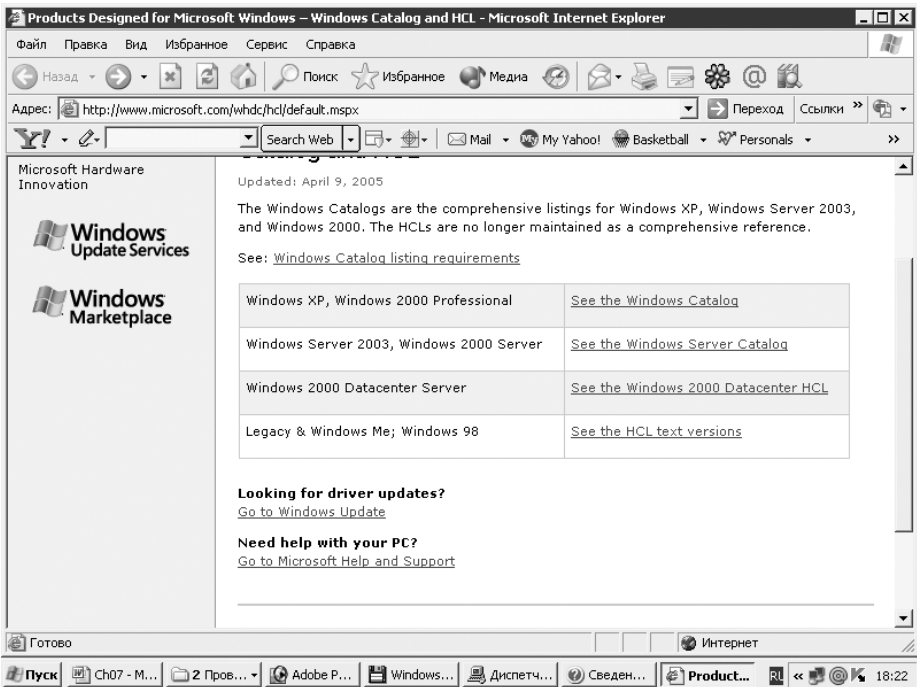 Products Designed for Microsoft Windows – Windows Catalog and HCL - Microsoft Internet Explorer
Файл Правка Вид Избранное Сервис Справка
Назад Поиск Избранное Медиа
Адрес: http://www.microsoft.com/whdc/hcl/default.mspx Переход Ссылки »
Y! Search Web Mail My Yahoo! Basketball Personals »
Microsoft Hardware
Innovation
Windows
Update Services
Windows
Marketplace
Catalog and HCL
Updated: April 9, 2005
The Windows Catalogs are the comprehensive listings for Windows XP, Windows Server 2003,
and Windows 2000. The HCLs are no longer maintained as a comprehensive reference.
See: Windows Catalog listing requirements
Windows XP, Windows 2000 Professional See the Windows Catalog
Windows Server 2003, Windows 2000 Server See the Windows Server Catalog
Windows 2000 Datacenter Server See the Windows 2000 Datacenter HCL
Legacy & Windows Me; Windows 98 See the HCL text versions
Looking for driver updates?
Go to Windows Update
Need help with your PC?
Go to Microsoft Help and Support
Готово Интернет
Пуск Ch07 - M... 2 Пров... Adobe P... Windows... Диспетч... Сведен... Product... RU « 18:22